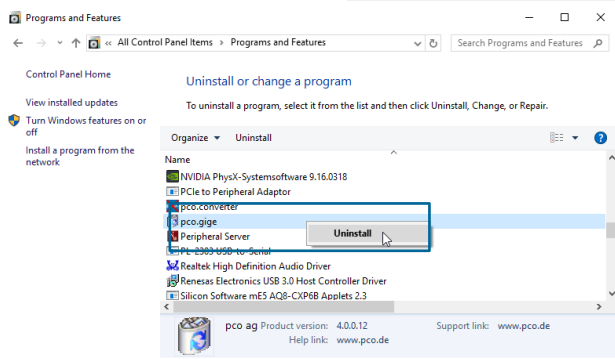 Programs and Features
« All Control Panel Items > Programs and Features
Search Programs and Features
Control Panel Home
View installed updates
Turn Windows features on or
off
Install a program from the
network
Uninstall or change a program
To uninstall a program, select it from the list and then click Uninstall, Change, or Repair.
Organize
Uninstall
Name
NVIDIA PhysX-Systemsoftware 9.16.0318
PCIe to Peripheral Adaptor
pco.converter
pco.gige
Uninstall
Peripheral Server
PL-2303 USB-to-Serial
Realtek High Definition Audio Driver
Renesas Electronics USB 3.0 Host Controller Driver
Silicon Software mE5 AQ8-CXP6B Applets 2.3
pco ag Product version: 4.0.0.12 Support link: www.pco.de
Help link: www.pco.de